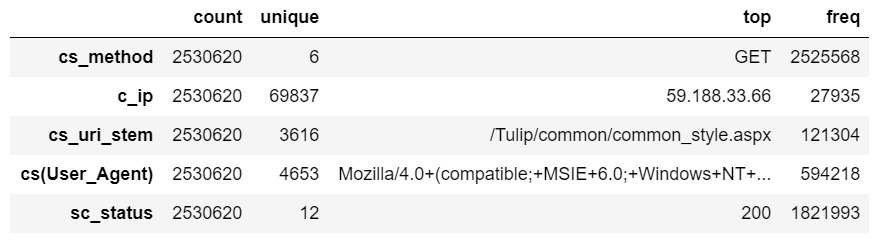 count unique top freq
cs_method 2530620 6 GET 2525568
c_ip 2530620 69837 59.188.33.66 27935
cs_uri_stem 2530620 3616 /Tulip/common/common_style.aspx 121304
cs(User_Agent) 2530620 4653 Mozilla/4.0+(compatible;+MSIE+6.0;+Windows+NT+... 594218
sc_status 2530620 12 200 1821993